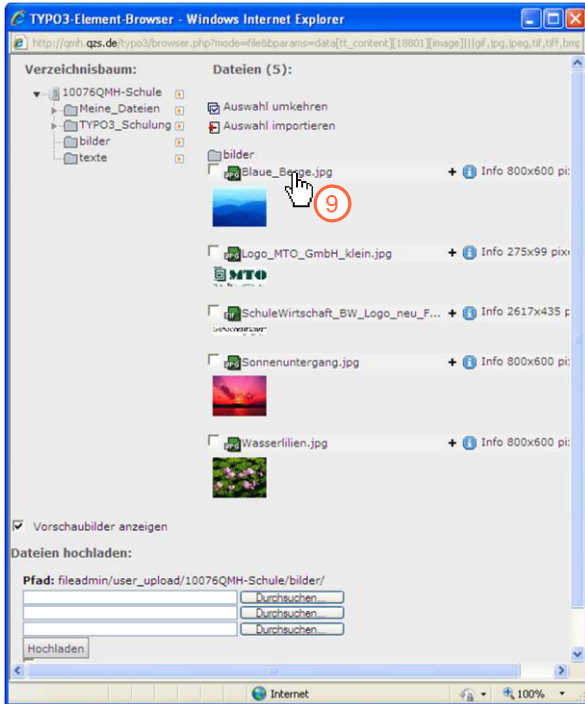 TYPO3-Element-Browser - Windows Internet Explorer
http://qmh.qzs.de/typo3/browser.php?mode=file&bparams=data[tt_content][18801][image]|||gif,jpg,jpeg,tif,tiff,bmp
Verzeichnisbaum:
Dateien (5):
10076QMH-Schule
Meine_Dateien
TYPO3_Schulung
bilder
texte
Auswahl umkehren
Auswahl importieren
bilder
Blaue_Berge.jpg
Info 800x600 pi
9
Logo_MTO_GmbH_klein.jpg
Info 275x99 pix
MTO
SchuleWirtschaft_BW_Logo_neu_F...
Info 2617x435 p
Sonnenuntergang.jpg
Info 800x600 pi
Wasserlilien.jpg
Info 800x600 pi
Vorschaubilder anzeigen
Dateien hochladen:
Pfad: fileadmin/user_upload/10076QMH-Schule/bilder/
Durchsuchen...
Durchsuchen...
Durchsuchen...
Hochladen
Internet
100%